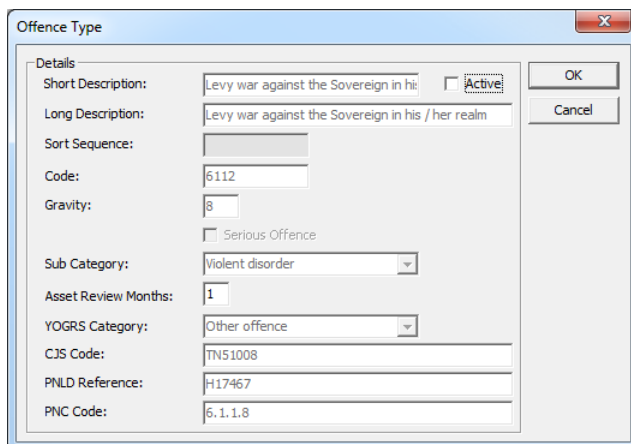 Offence Type
Details
Short Description: Levy war against the Sovereign in his Active OK
Long Description: Levy war against the Sovereign in his / her realm Cancel
Sort Sequence:
Code: 6112
Gravity: 8
Serious Offence
Sub Category: Violent disorder
Asset Review Months: 1
YOGRS Category: Other offence
CJS Code: TN51008
PNLD Reference: H17467
PNC Code: 6.1.1.8